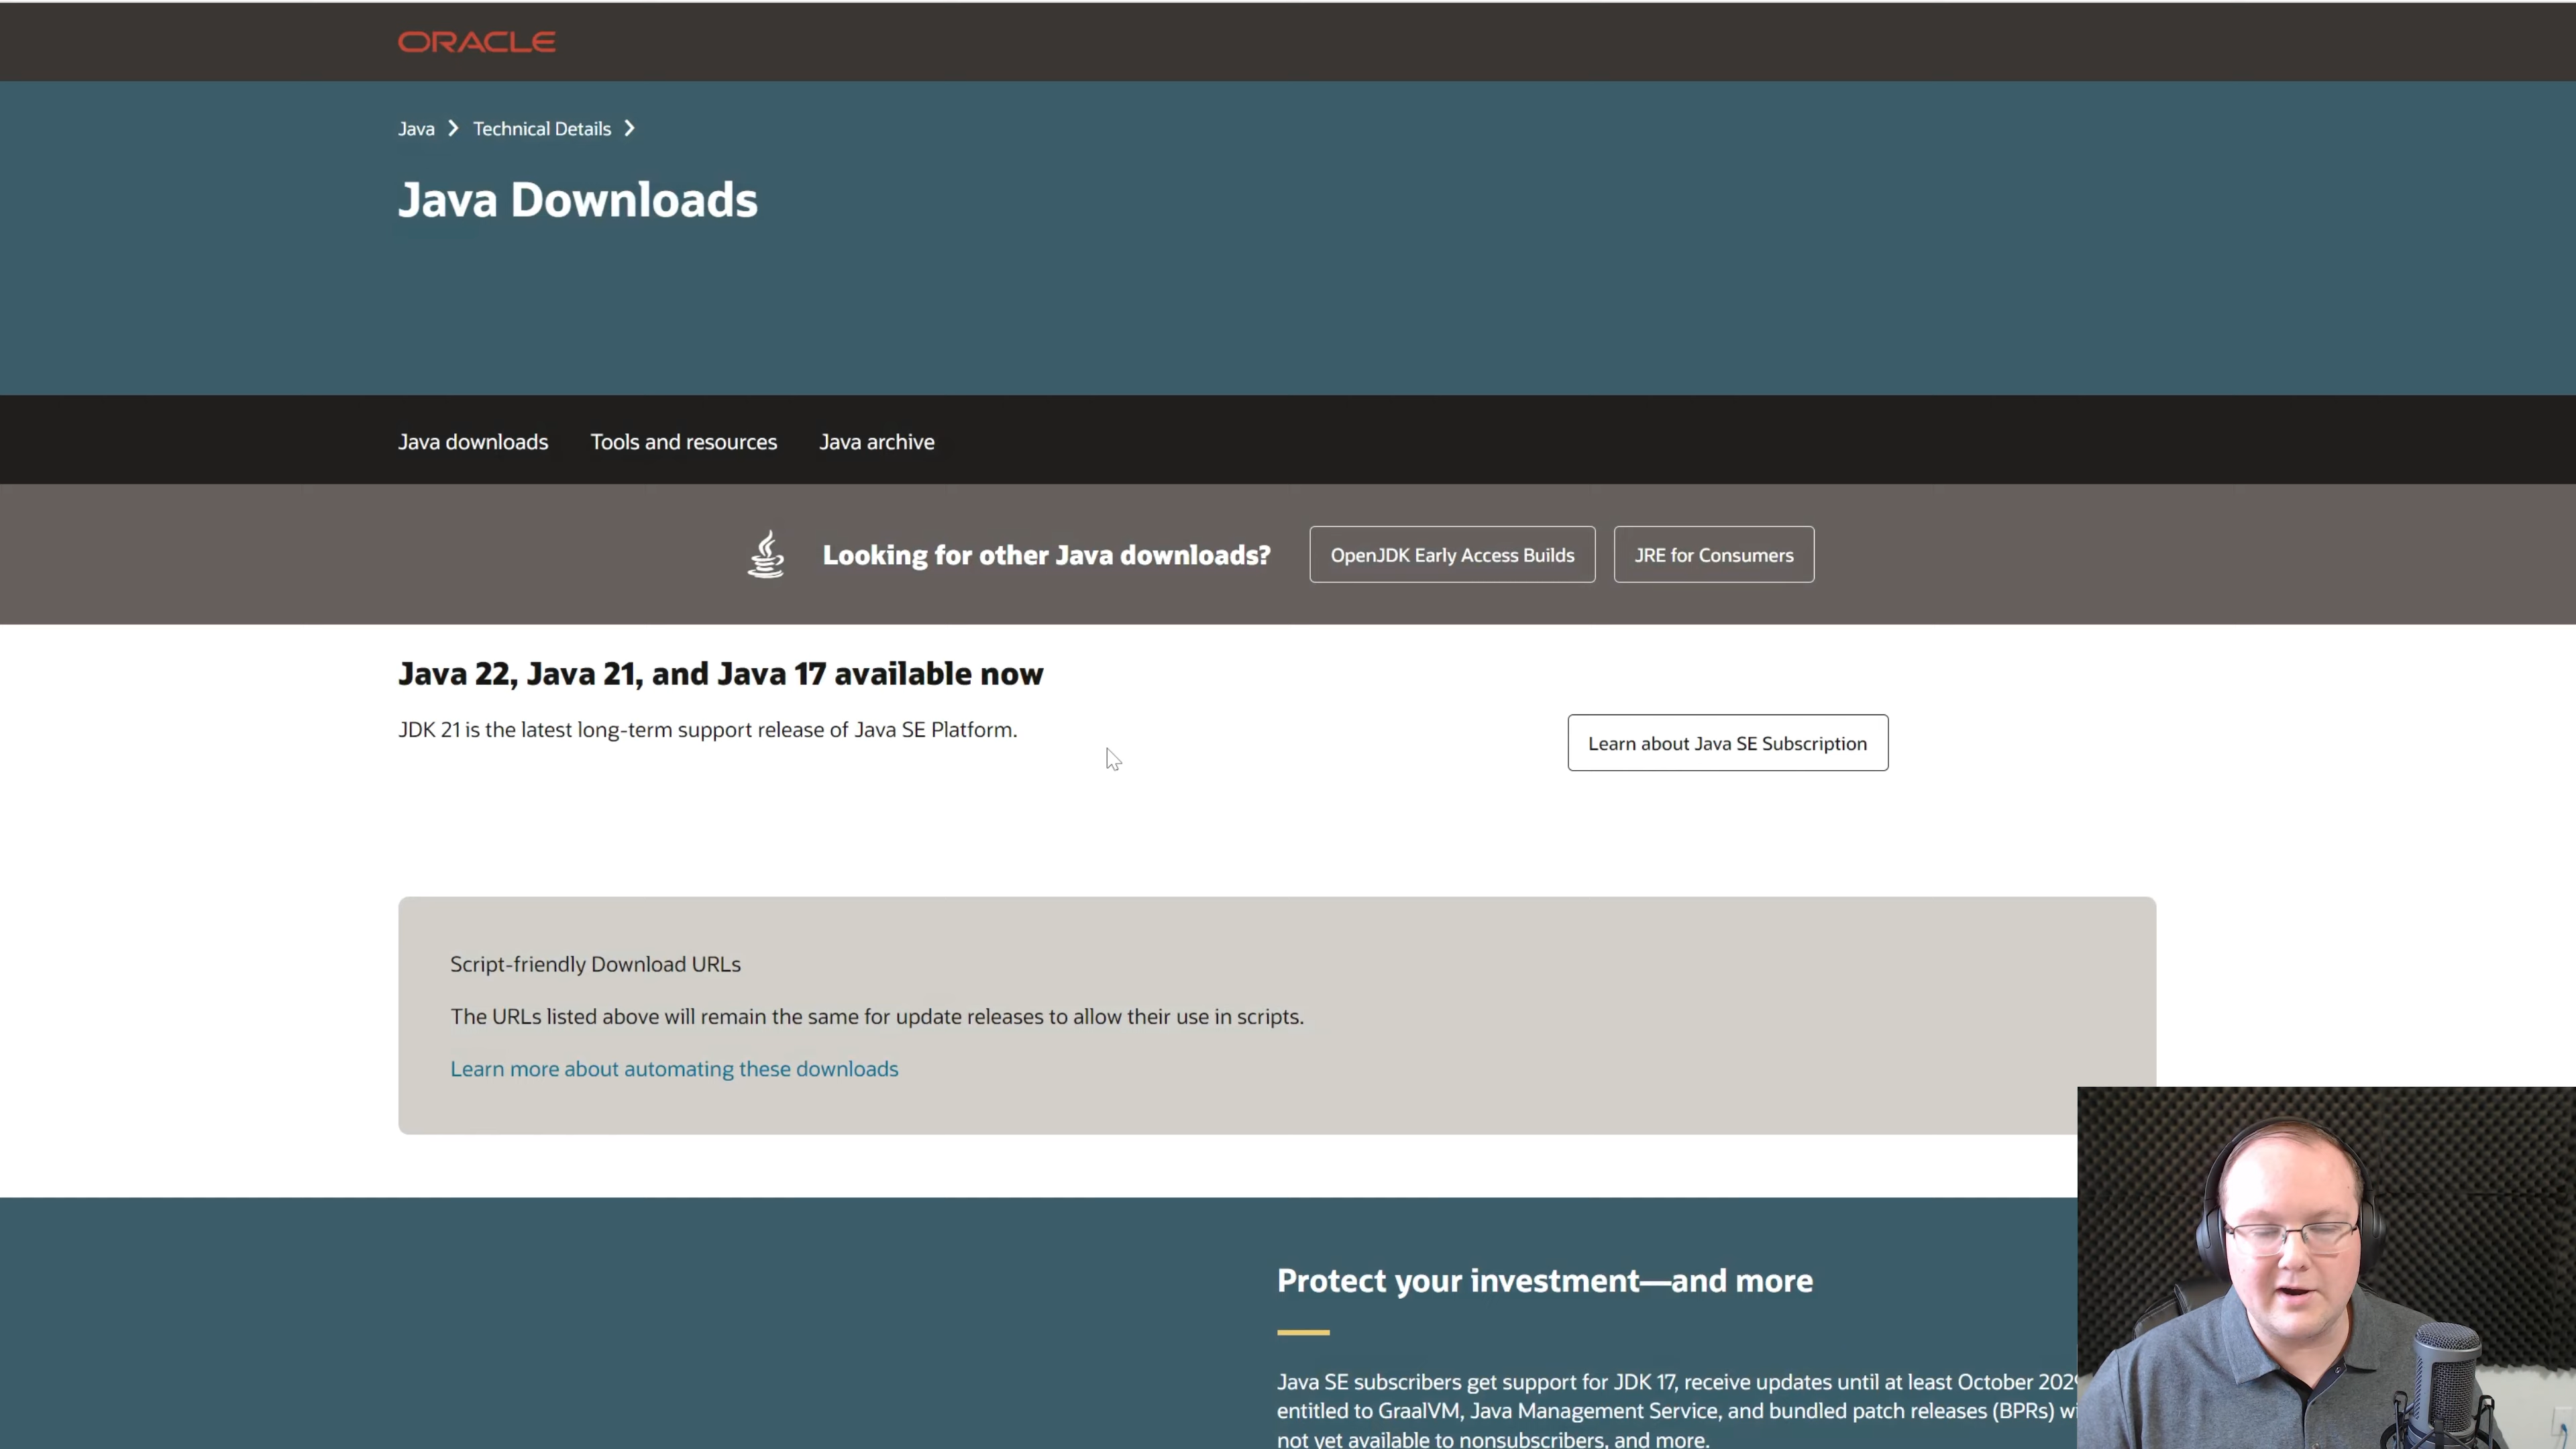 ORACLE
Java
Technical Details
Java Downloads
Java downloads
Tools and resources
Java archive
Looking for other Java downloads?
OpenJDK Early Access Builds
JRE for Consumers
Java 22, Java 21, and Java 17 available now
JDK 21 is the latest long-term support release of Java SE Platform.
Learn about Java SE Subscription
Script-friendly Download URLs
The URLs listed above will remain the same for update releases to allow their use in scripts.
Learn more about automating these downloads
Protect your investment—and more
Java SE subscribers get support for JDK 17, receive updates until at least October
entitled to GraalVM, Java Management Service, and bundled patch releases (BPRs)
not yet available to nonsubscribers, and more.